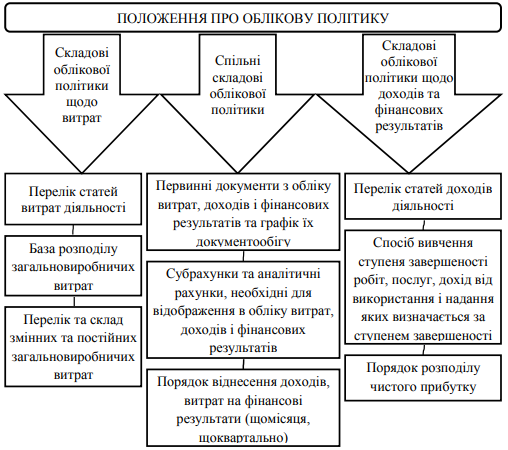 ПОЛОЖЕННЯ ПРО ОБЛІКОВУ ПОЛІТИКУ
Складові
облікової
політики
щодо
витрат
Спільні
складові
облікової
політики
Складові
облікової
політики щодо
доходів та
фінансових
результатів
Перелік статей
витрат діяльності
База розподілу
загальновиробничих
витрат
Перелік та склад
змінних та постійних
загальновиробничих
витрат
Первинні документи з обліку
витрат, доходів і фінансових
результатів та графік їх
документообігу
Субрахунки та аналітичні
рахунки, необхідні для
відображення в обліку витрат,
доходів і фінансових
результатів
Порядок віднесення доходів,
витрат на фінансові
результати (щомісяця,
щоквартально)
Перелік статей доходів
діяльності
Спосіб вивчення
ступеня завершеності
робіт, послуг, дохід від
використання і надання
яких визначається за
ступенем завершеності
Порядок розподілу
чистого прибутку